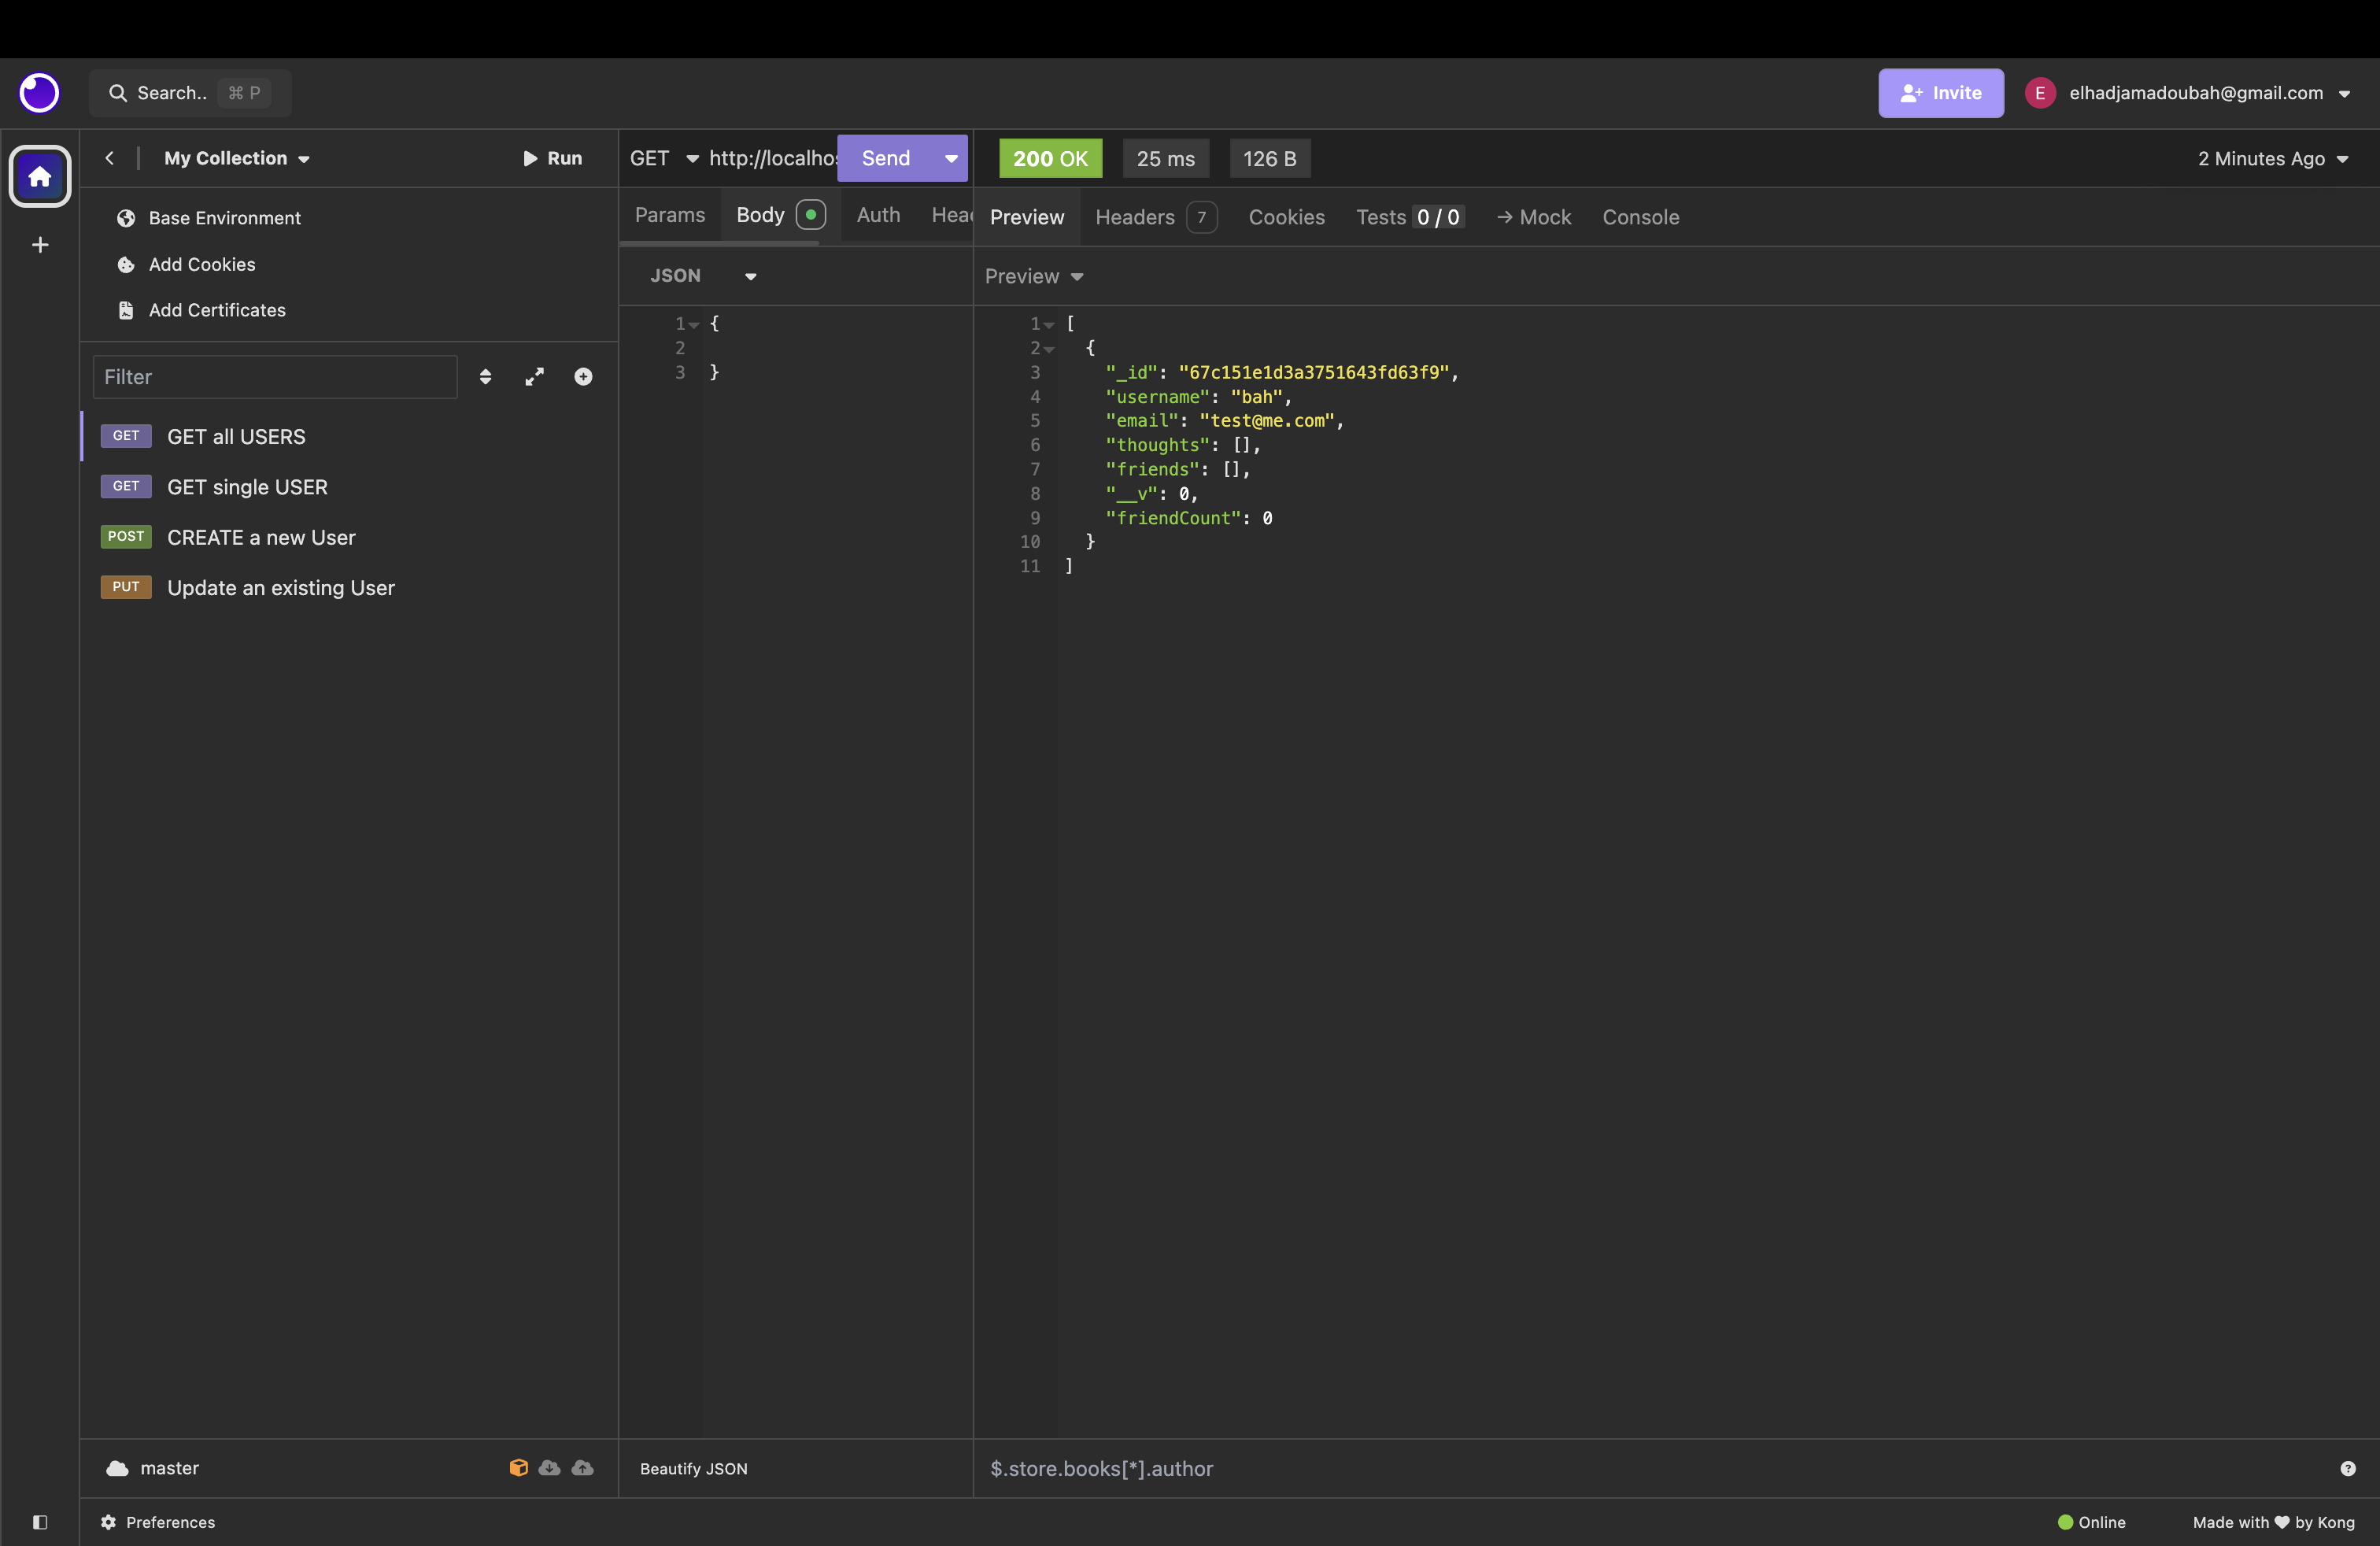 Search.. ⌘ P
Invite
E elhadjamadoubah@gmail.com
My Collection
Run
Base Environment
Add Cookies
Add Certificates
Filter
GET GET all USERS
GET GET single USER
POST CREATE a new User
PUT Update an existing User
master
Preferences
GET http://localhos Send
Params Body Auth Head
JSON
1 {
2
3 }
Beautify JSON
200 OK 25 ms 126 B 2 Minutes Ago
Preview Headers 7 Cookies Tests 0 / 0 → Mock Console
Preview
1 [
2 {
3 "_id": "67c151e1d3a3751643fd63f9",
4 "username": "bah",
5 "email": "test@me.com",
6 "thoughts": [],
7 "friends": [],
8 "__v": 0,
9 "friendCount": 0
10 }
11 ]
$.store.books[*].author
Online
Made with ♥ by Kong